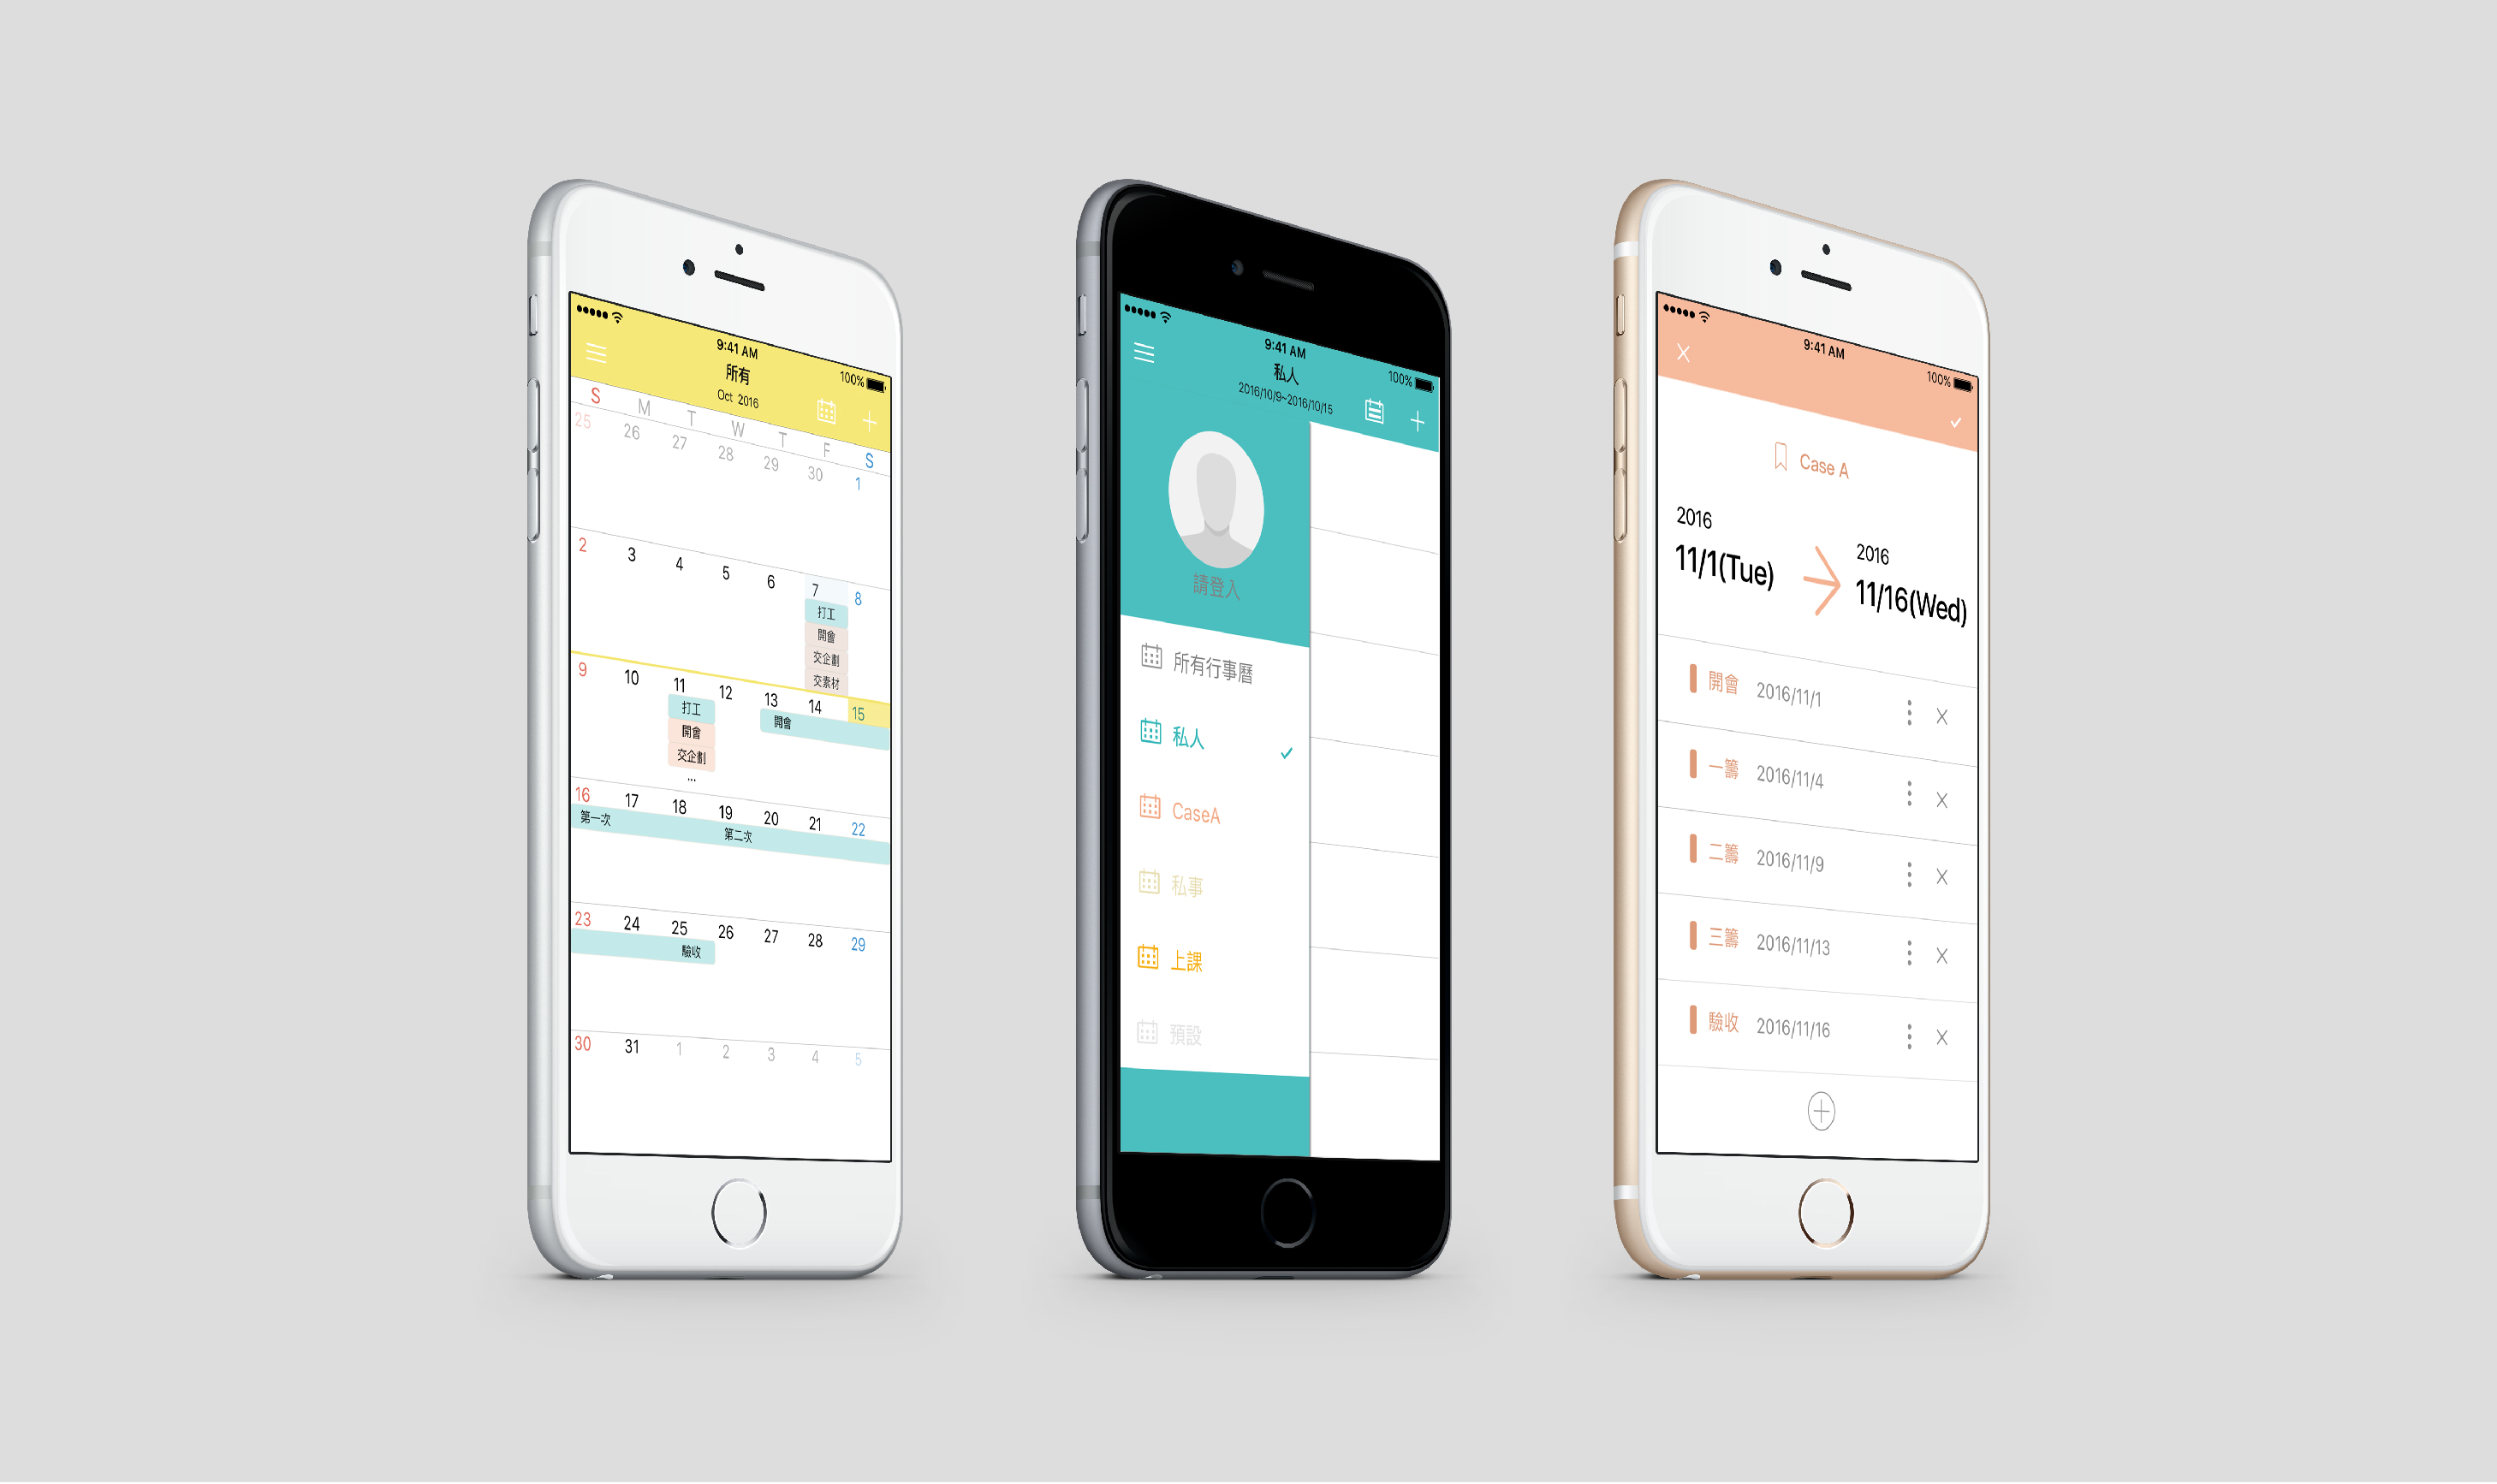 9:41 AM
100%
所有
Oct 2016
S M T W T F S
25 26 27 28 29 30 1
2 3 4 5 6 7 8
打工
開會
交企劃
交素材
9 10 11 12 13 14 15
打工
開會
開會
交企劃
...
16 17 18 19 20 21 22
第一次
第二次
23 24 25 26 27 28 29
驗收
30 31 1 2 3 4 5
9:41 AM
100%
私人
2016/10/9~2016/10/15
請登入
所有行事曆
私人
CaseA
私事
上課
預設
9:41 AM
100%
Case A
2016
11/1(Tue)
2016
11/16(Wed)
開會 2016/11/1
一籌 2016/11/4
二籌 2016/11/9
三籌 2016/11/13
驗收 2016/11/16